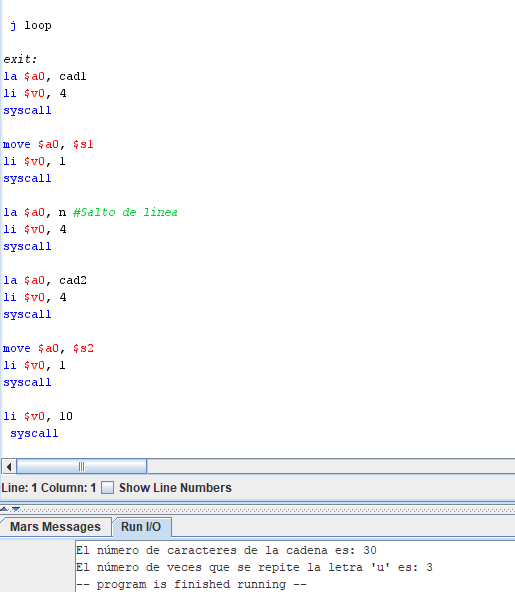 j loop
exit:
la $a0, cad1
li $v0, 4
syscall
move $a0, $s1
li $v0, 1
syscall
la $a0, n #Salto de linea
li $v0, 4
syscall
la $a0, cad2
li $v0, 4
syscall
move $a0, $s2
li $v0, 1
syscall
li $v0, 10
syscall
Line: 1 Column: 1 Show Line Numbers
Mars Messages Run I/O
El número de caracteres de la cadena es: 30
El número de veces que se repite la letra 'u' es: 3
-- program is finished running --